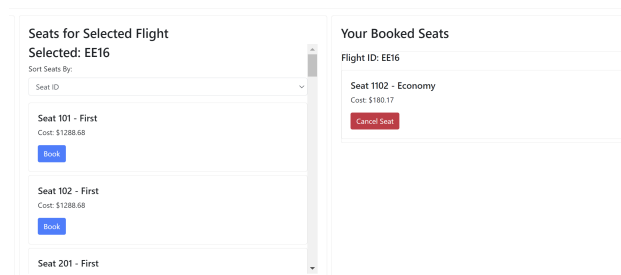 Seats for Selected Flight
Selected: EE16
Sort Seats By:
Seat ID
Seat 101 - First
Cost: $1288.68
Book
Seat 102 - First
Cost: $1288.68
Book
Seat 201 - First
Your Booked Seats
Flight ID: EE16
Seat 1102 - Economy
Cost: $180.17
Cancel Seat